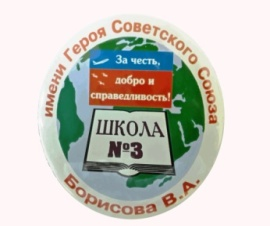 имени Героя Советского Союза
За честь,
добро и
справедливость!
ШКОЛА
№3
Борисова В.А.